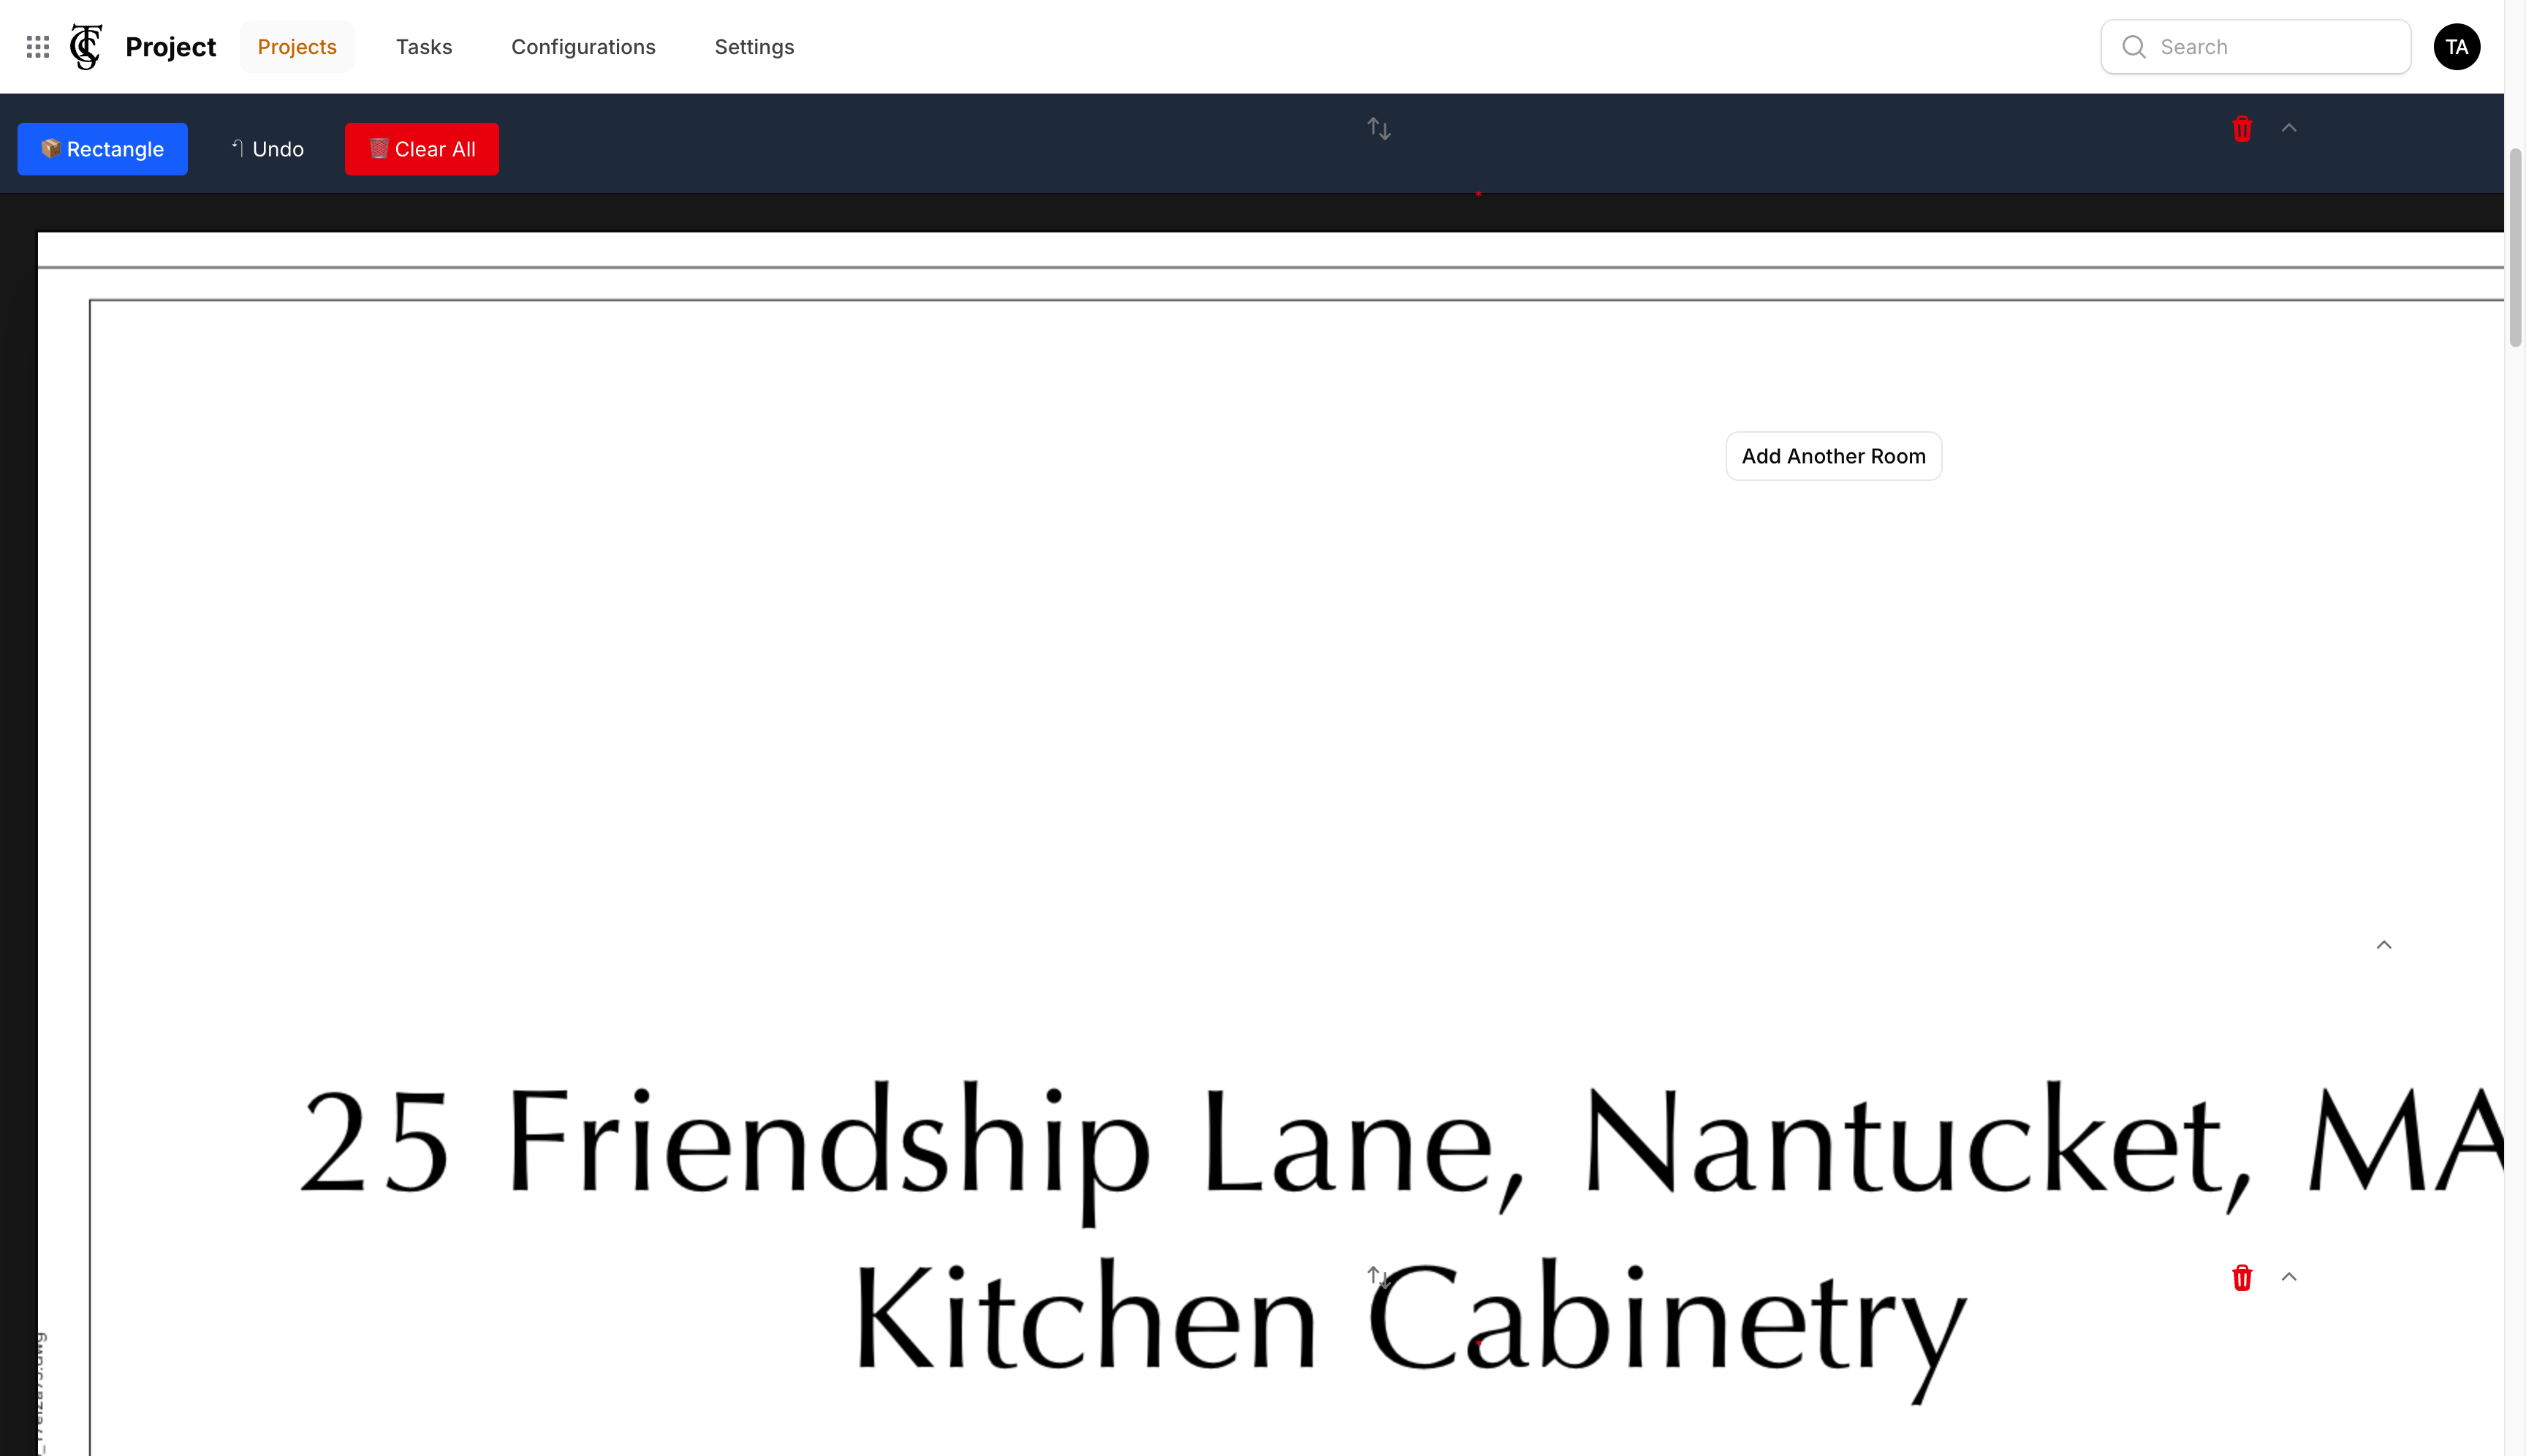 Project
Projects
Tasks
Configurations
Settings
Search
TA
Rectangle
Undo
Clear All
Add Another Room
25 Friendship Lane, Nantucket, MA
Kitchen Cabinetry